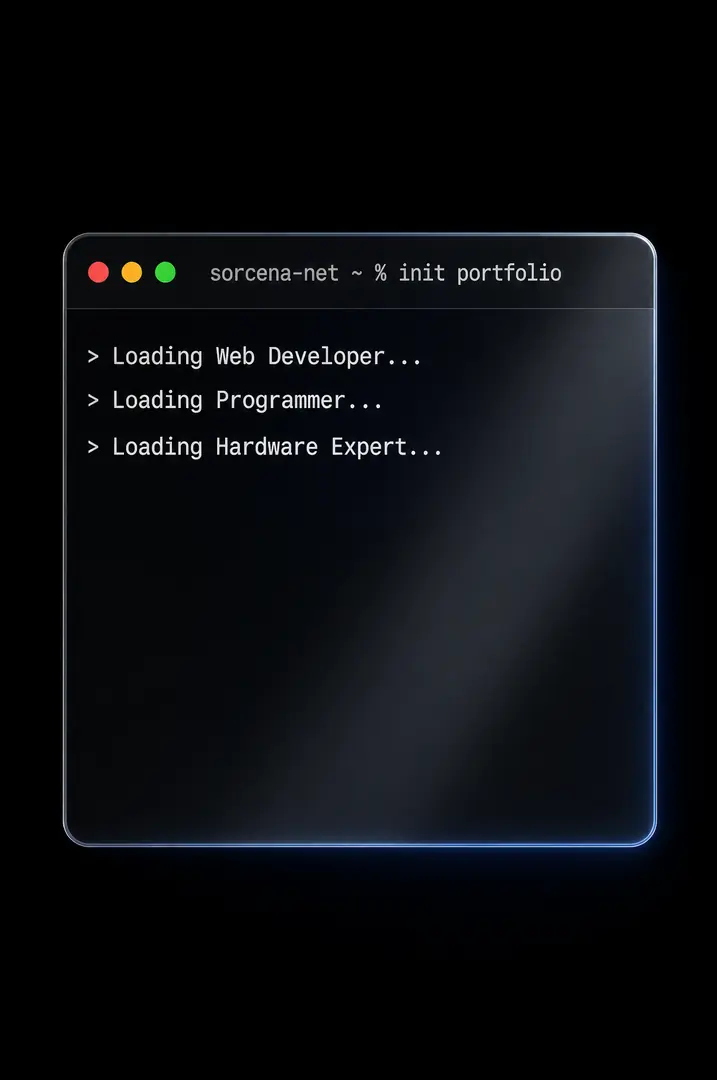 sorcena-net ~ % init portfolio
> Loading Web Developer...
> Loading Programmer...
> Loading Hardware Expert...